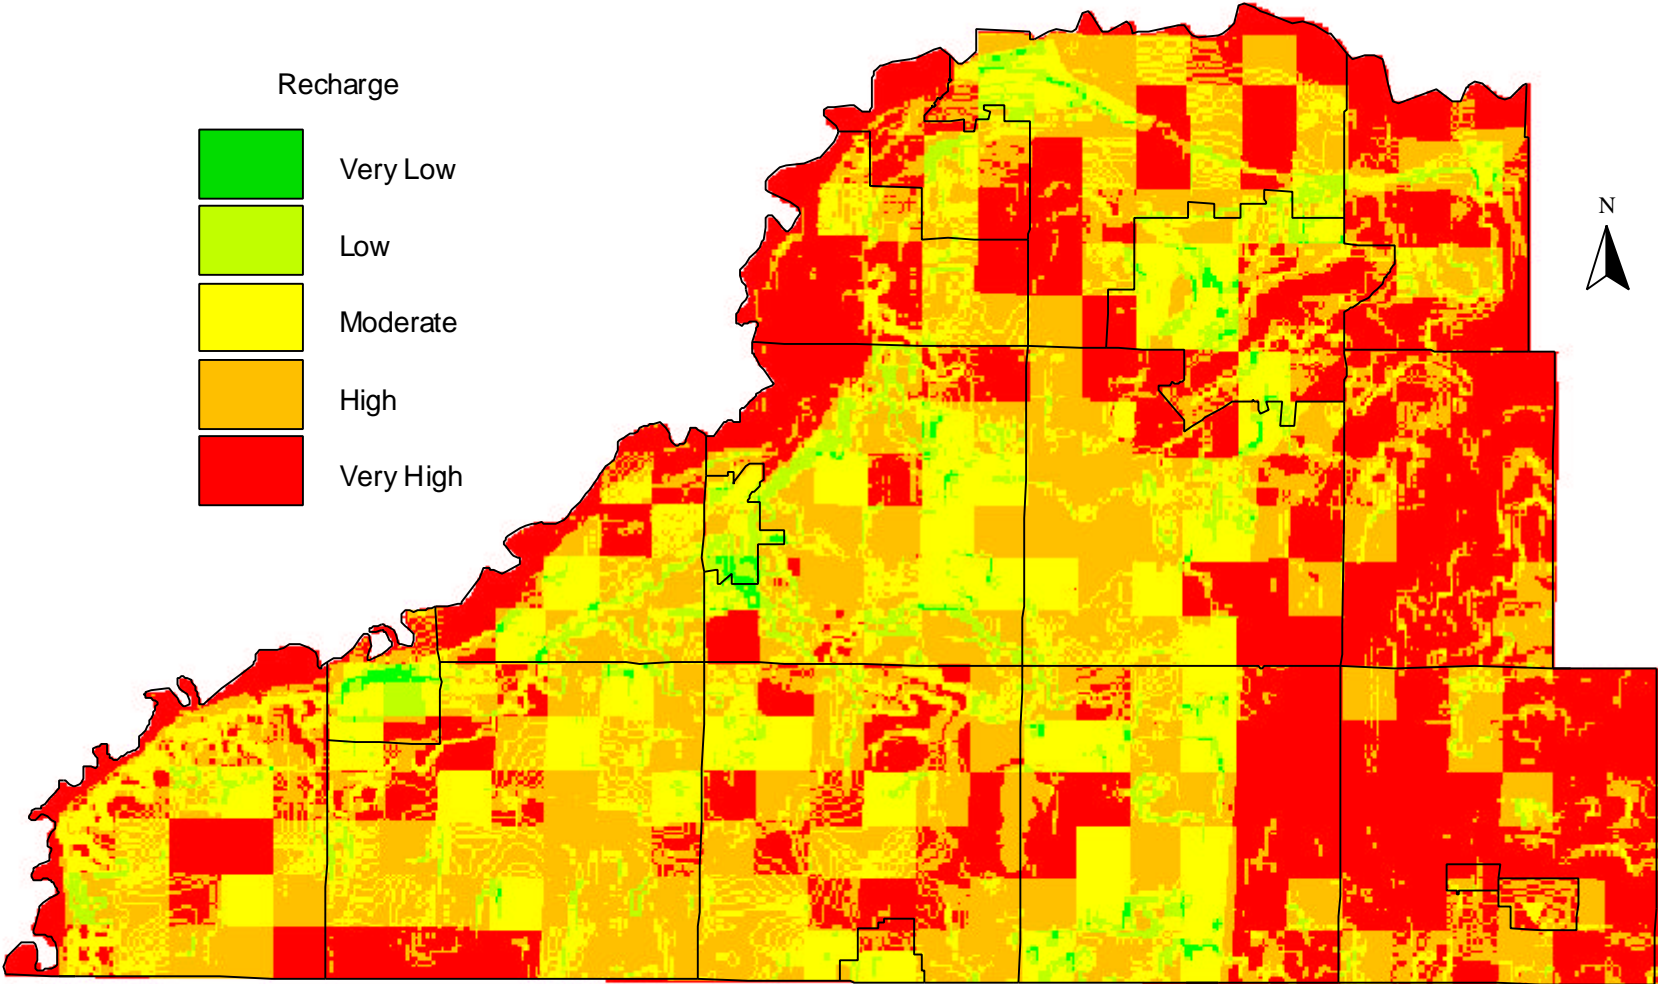 Recharge
Very Low
Low
Moderate
High
Very High
N